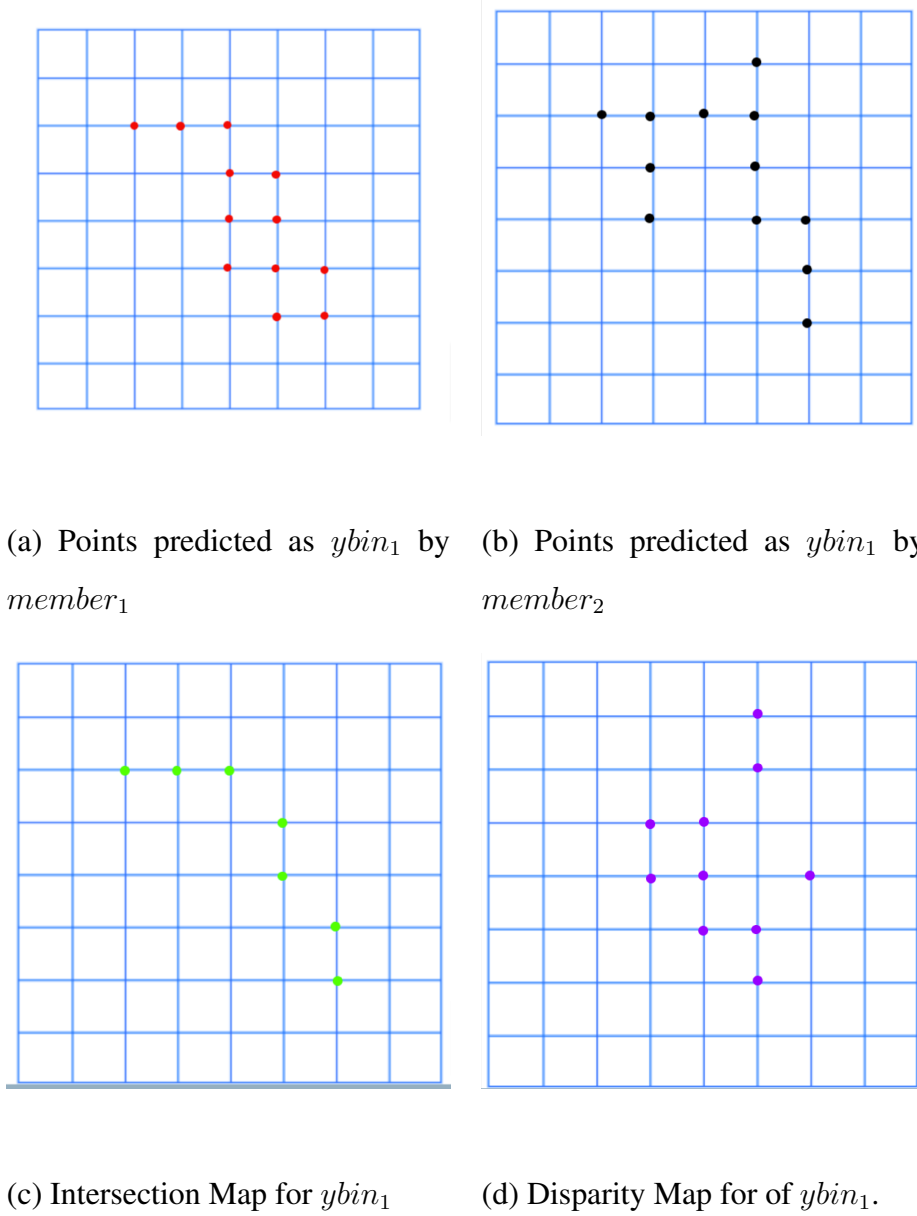 (a) Points predicted as ybin₁ by
member₁
(b) Points predicted as ybin₁ by
member₂
(c) Intersection Map for ybin₁
(d) Disparity Map for of ybin₁.